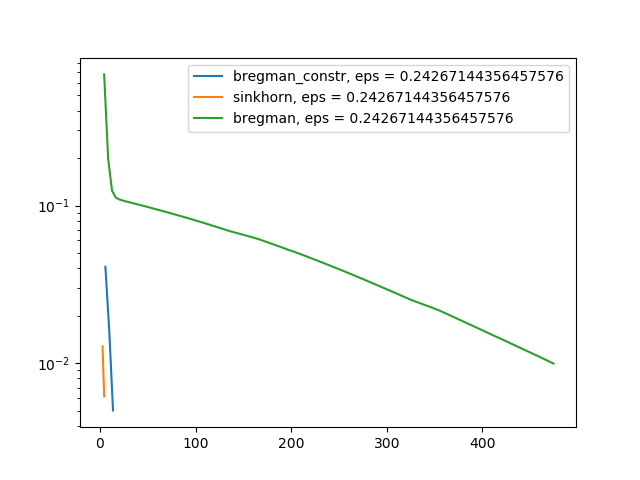 bregman_constr, eps = 0.24267144356457576
sinkhorn, eps = 0.24267144356457576
bregman, eps = 0.24267144356457576
10⁻¹
10⁻²
0 100 200 300 400